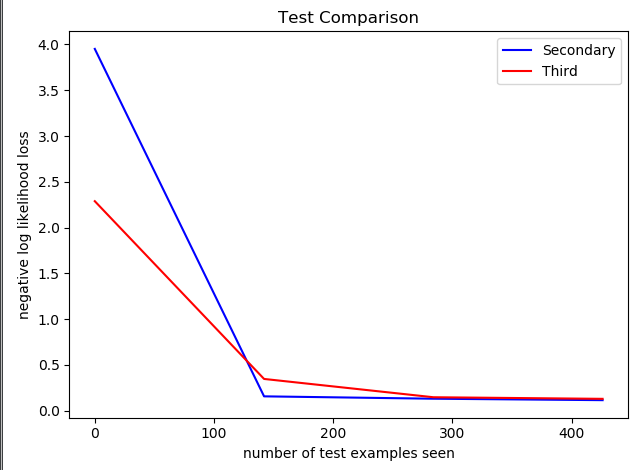 Test Comparison
Secondary
Third
negative log likelihood loss
4.0
3.5
3.0
2.5
2.0
1.5
1.0
0.5
0.0
0 100 200 300 400
number of test examples seen